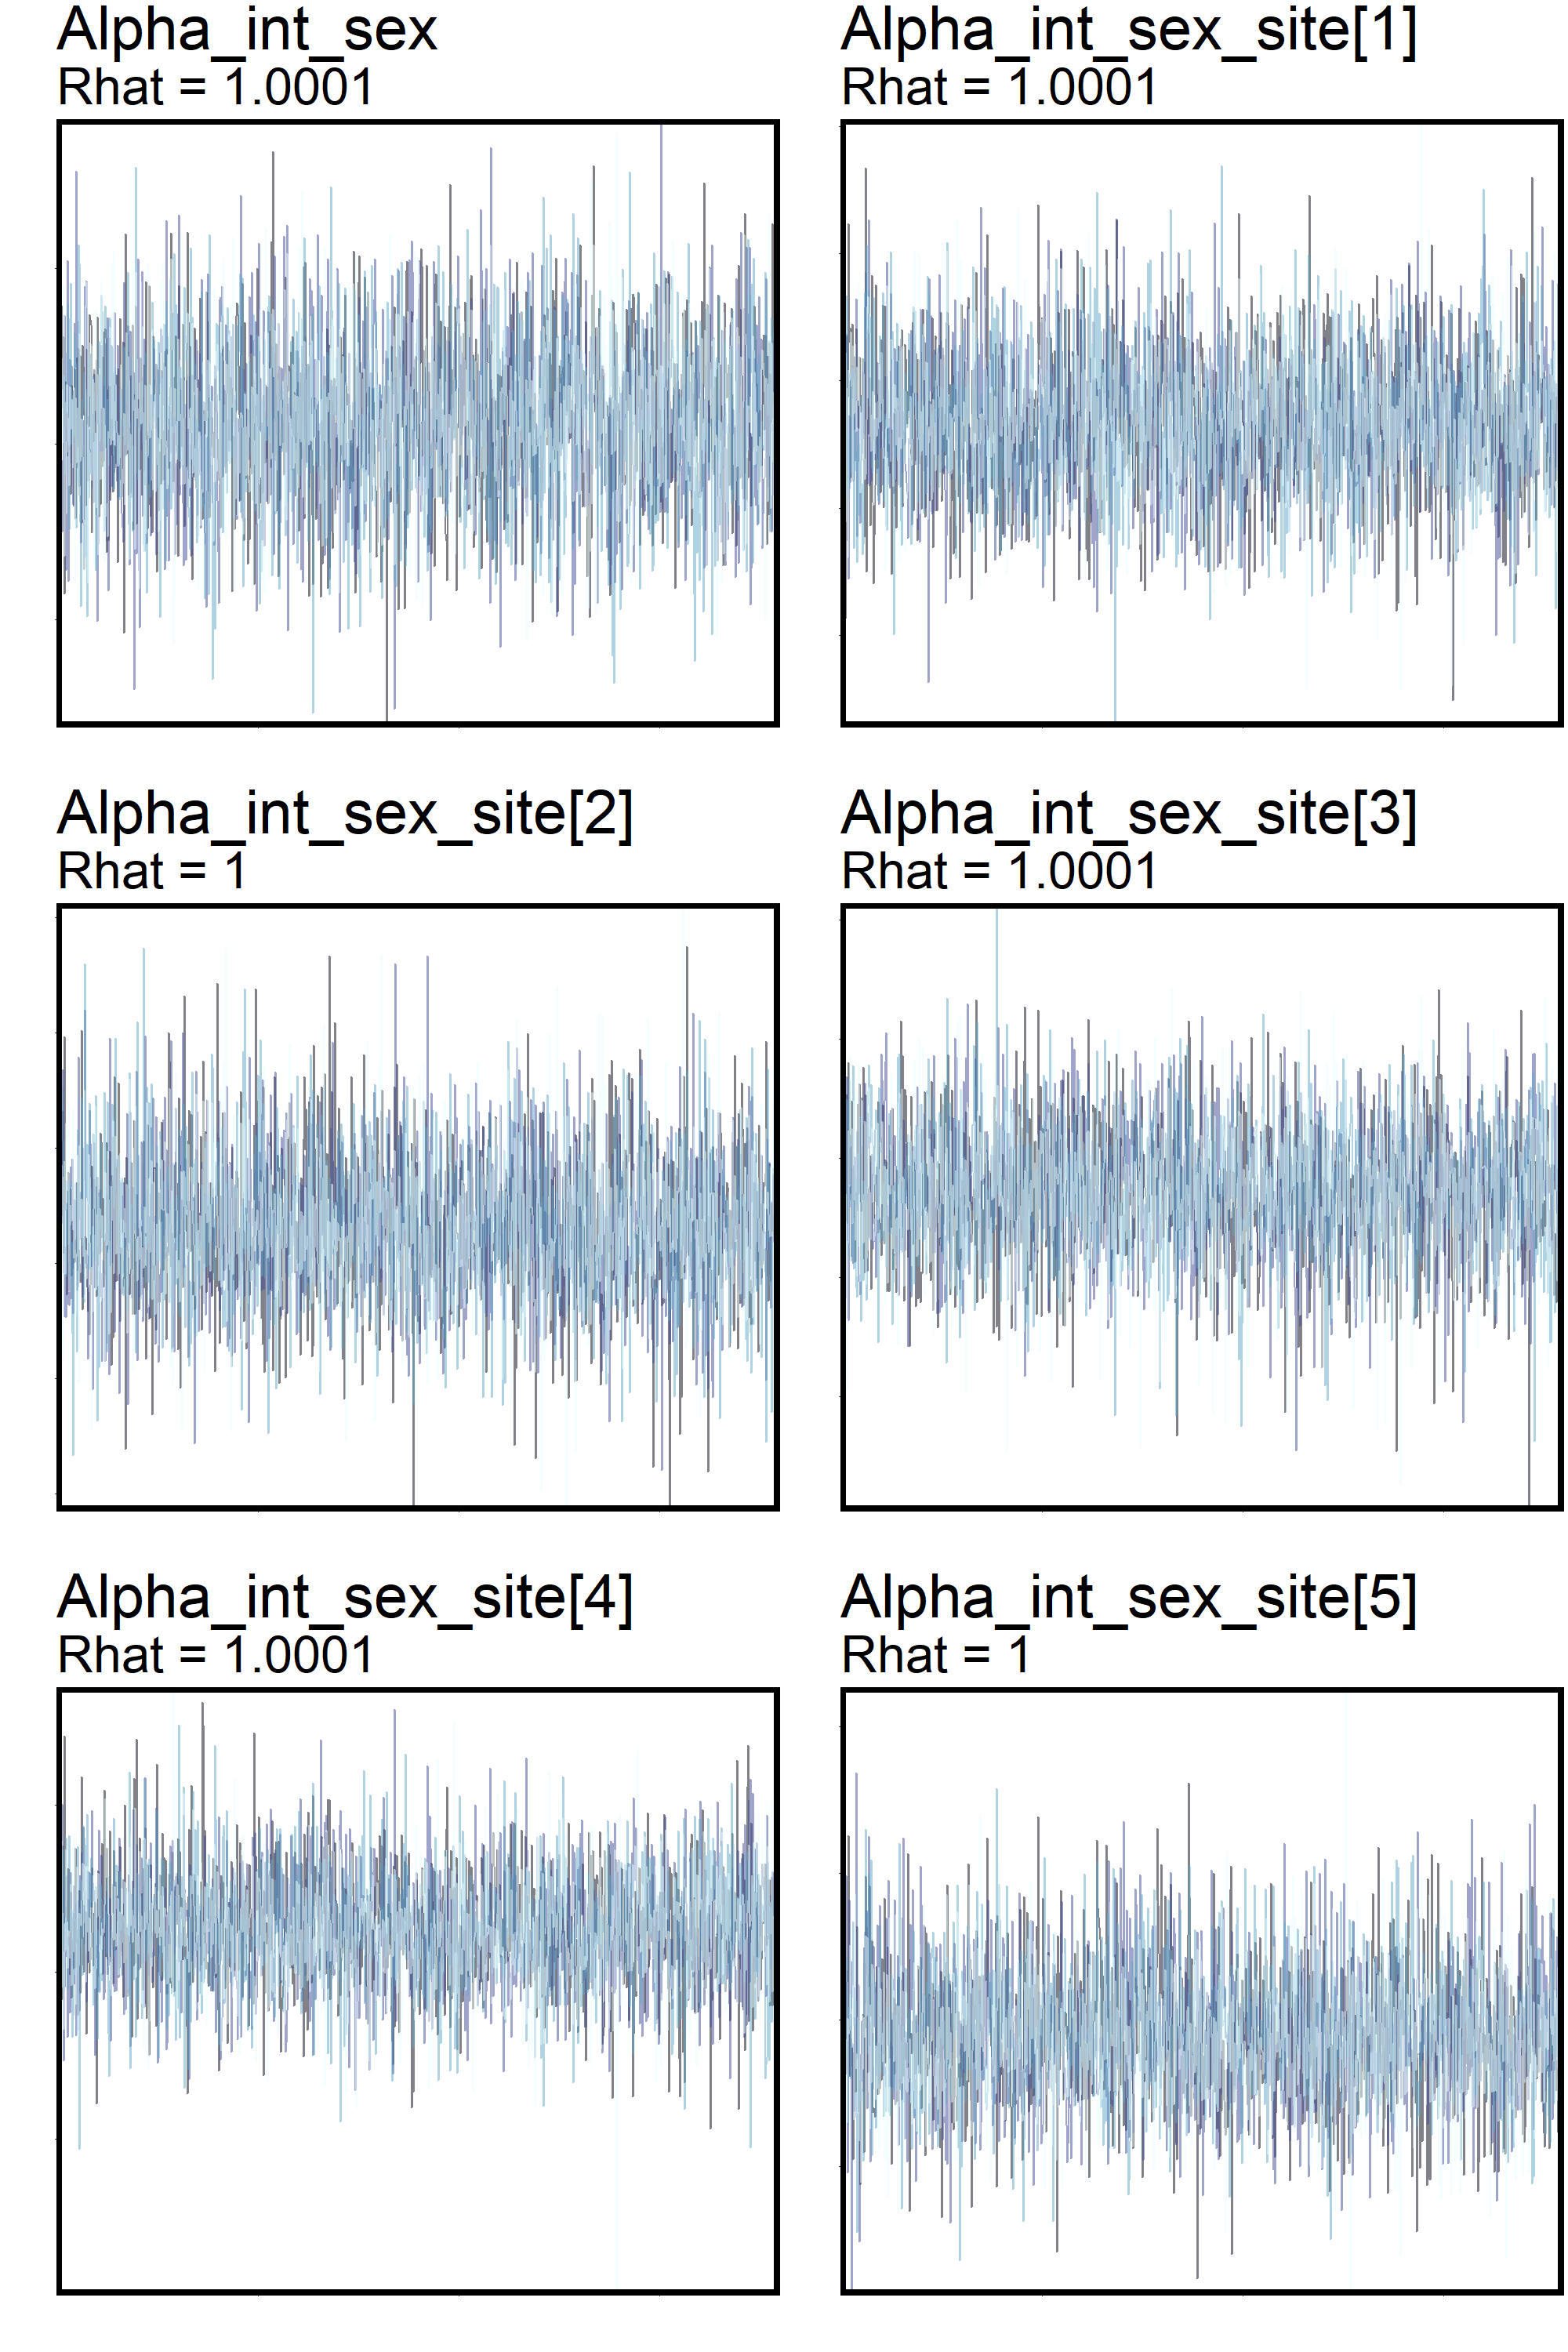 Alpha_int_sex
Rhat = 1.0001
Alpha_int_sex_site[1]
Rhat = 1.0001
Alpha_int_sex_site[2]
Rhat = 1
Alpha_int_sex_site[3]
Rhat = 1.0001
Alpha_int_sex_site[4]
Rhat = 1.0001
Alpha_int_sex_site[5]
Rhat = 1